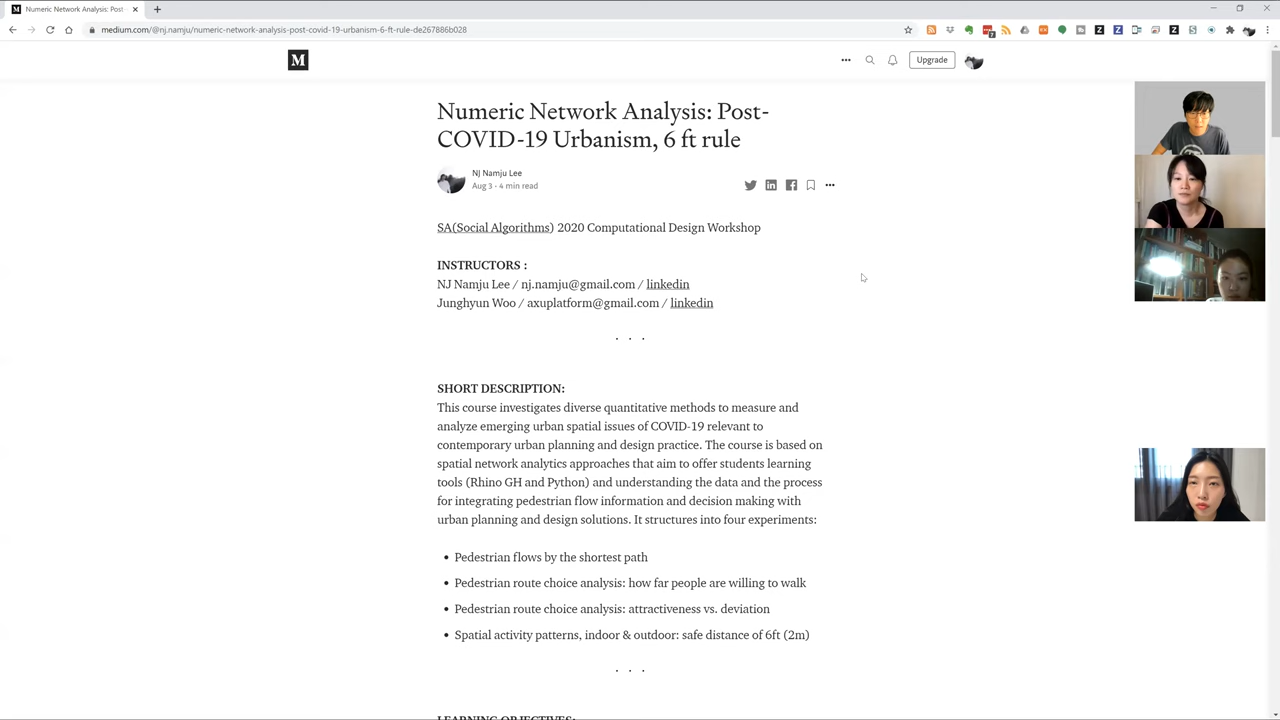 Numeric Network Analysis: Post
medium.com/@nj.namju/numeric-network-analysis-post-covid-19-urbanism-6-ft-rule-de267886b028
M
Upgrade
Numeric Network Analysis: Post-
COVID-19 Urbanism, 6 ft rule
NJ Namju Lee
Aug 3 · 4 min read
SA(Social Algorithms) 2020 Computational Design Workshop
INSTRUCTORS :
NJ Namju Lee / nj.namju@gmail.com / linkedin
Junghyun Woo / axuplatform@gmail.com / linkedin
SHORT DESCRIPTION:
This course investigates diverse quantitative methods to measure and
analyze emerging urban spatial issues of COVID-19 relevant to
contemporary urban planning and design practice. The course is based on
spatial network analytics approaches that aim to offer students learning
tools (Rhino GH and Python) and understanding the data and the process
for integrating pedestrian flow information and decision making with
urban planning and design solutions. It structures into four experiments:
• Pedestrian flows by the shortest path
• Pedestrian route choice analysis: how far people are willing to walk
• Pedestrian route choice analysis: attractiveness vs. deviation
• Spatial activity patterns, indoor & outdoor: safe distance of 6ft (2m)
LEARNING OBJECTIVES: